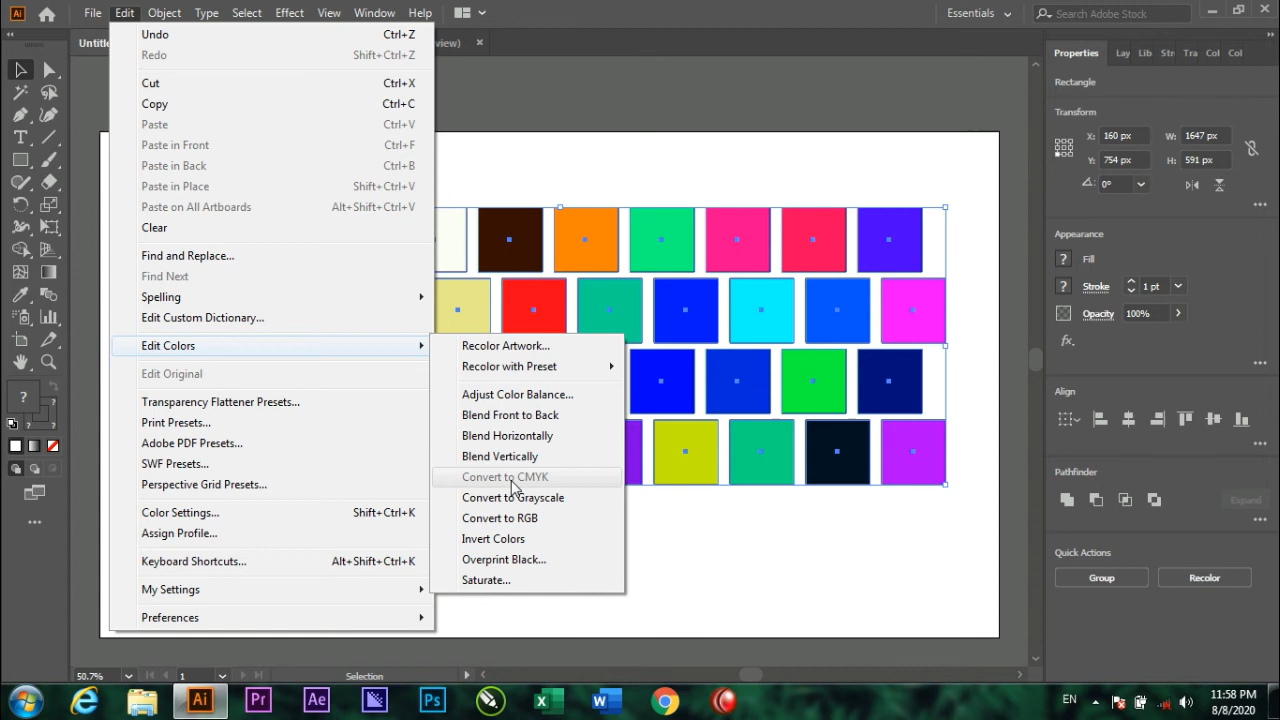 Ai File Edit Object Type Select Effect View Window Help Essentials Search Adobe Stock
Untitle view)
Undo Ctrl+Z
Redo Shift+Ctrl+Z
Cut Ctrl+X
Copy Ctrl+C
Paste Ctrl+V
Paste in Front Ctrl+F
Paste in Back Ctrl+B
Paste in Place Shift+Ctrl+V
Paste on All Artboards Alt+Shift+Ctrl+V
Clear
Find and Replace...
Find Next
Spelling
Edit Custom Dictionary...
Edit Colors
Edit Original
Transparency Flattener Presets...
Print Presets...
Adobe PDF Presets...
SWF Presets...
Perspective Grid Presets...
Color Settings... Shift+Ctrl+K
Assign Profile...
Keyboard Shortcuts... Alt+Shift+Ctrl+K
My Settings
Preferences
Recolor Artwork...
Recolor with Preset
Adjust Color Balance...
Blend Front to Back
Blend Horizontally
Blend Vertically
Convert to CMYK
Convert to Grayscale
Convert to RGB
Invert Colors
Overprint Black...
Saturate...
Properties Lay Lib Str Tra Col Col
Rectangle
Transform
X: 160 px W: 1647 px
Y: 754 px H: 591 px
0°
Appearance
? Fill
? Stroke 1 pt
Opacity 100%
fx.
Align
Pathfinder
Expand
Quick Actions
Group Recolor
?
50.7% 1 Selection
Ai Pr Ae Ps EN 11:58 PM
8/8/2020